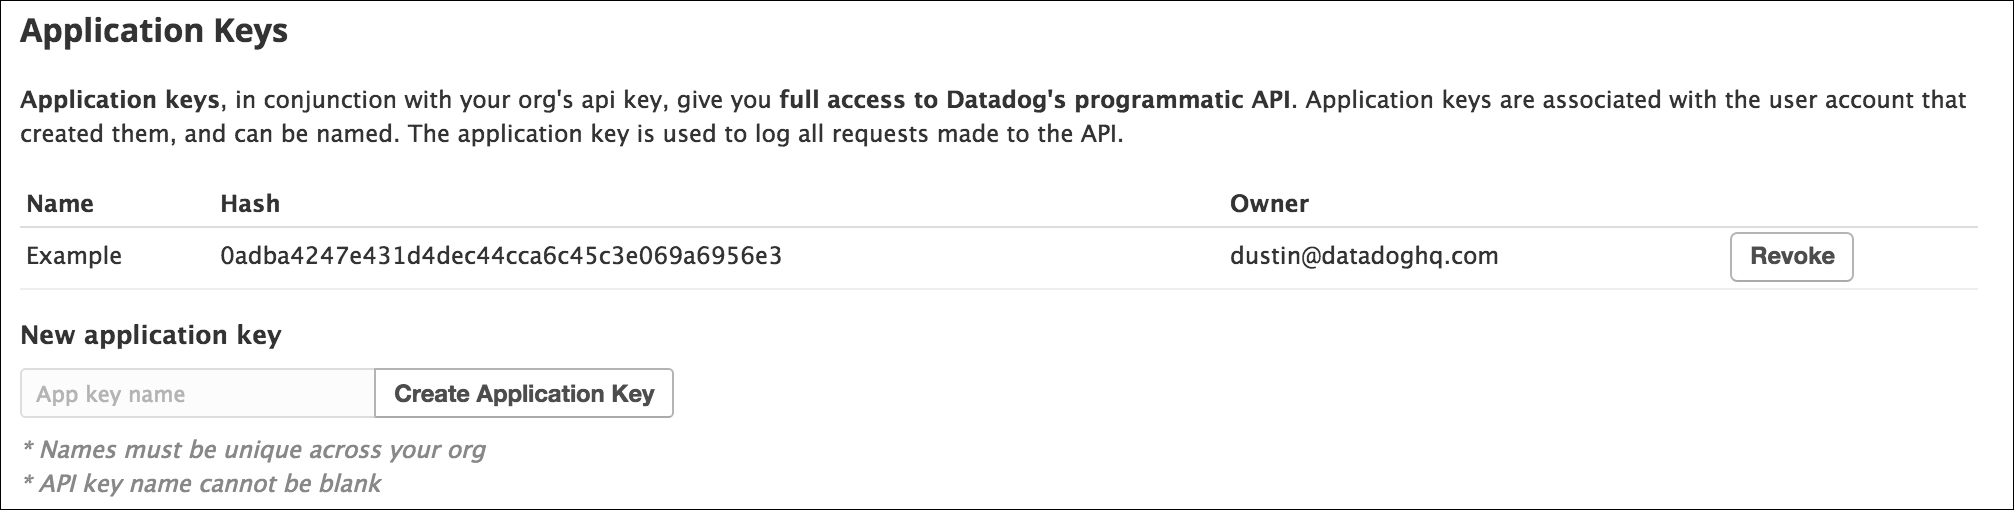 Application Keys
Application keys, in conjunction with your org's api key, give you full access to Datadog's programmatic API. Application keys are associated with the user account that
created them, and can be named. The application key is used to log all requests made to the API.
Name Hash Owner
Example 0adba4247e431d4dec44cca6c45c3e069a6956e3 dustin@datadoghq.com Revoke
New application key
App key name Create Application Key
* Names must be unique across your org
* API key name cannot be blank